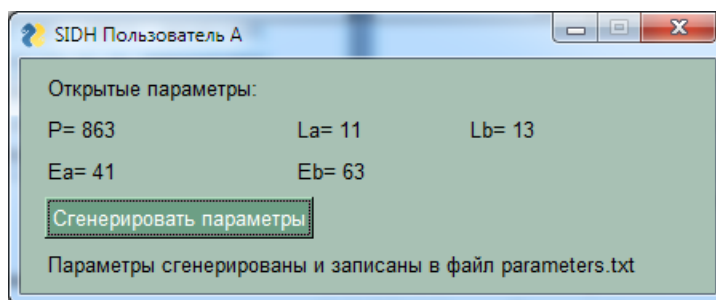 SIDH Пользователь A
Открытые параметры:
P= 863 La= 11 Lb= 13
Ea= 41 Eb= 63
Сгенерировать параметры
Параметры сгенерированы и записаны в файл parameters.txt